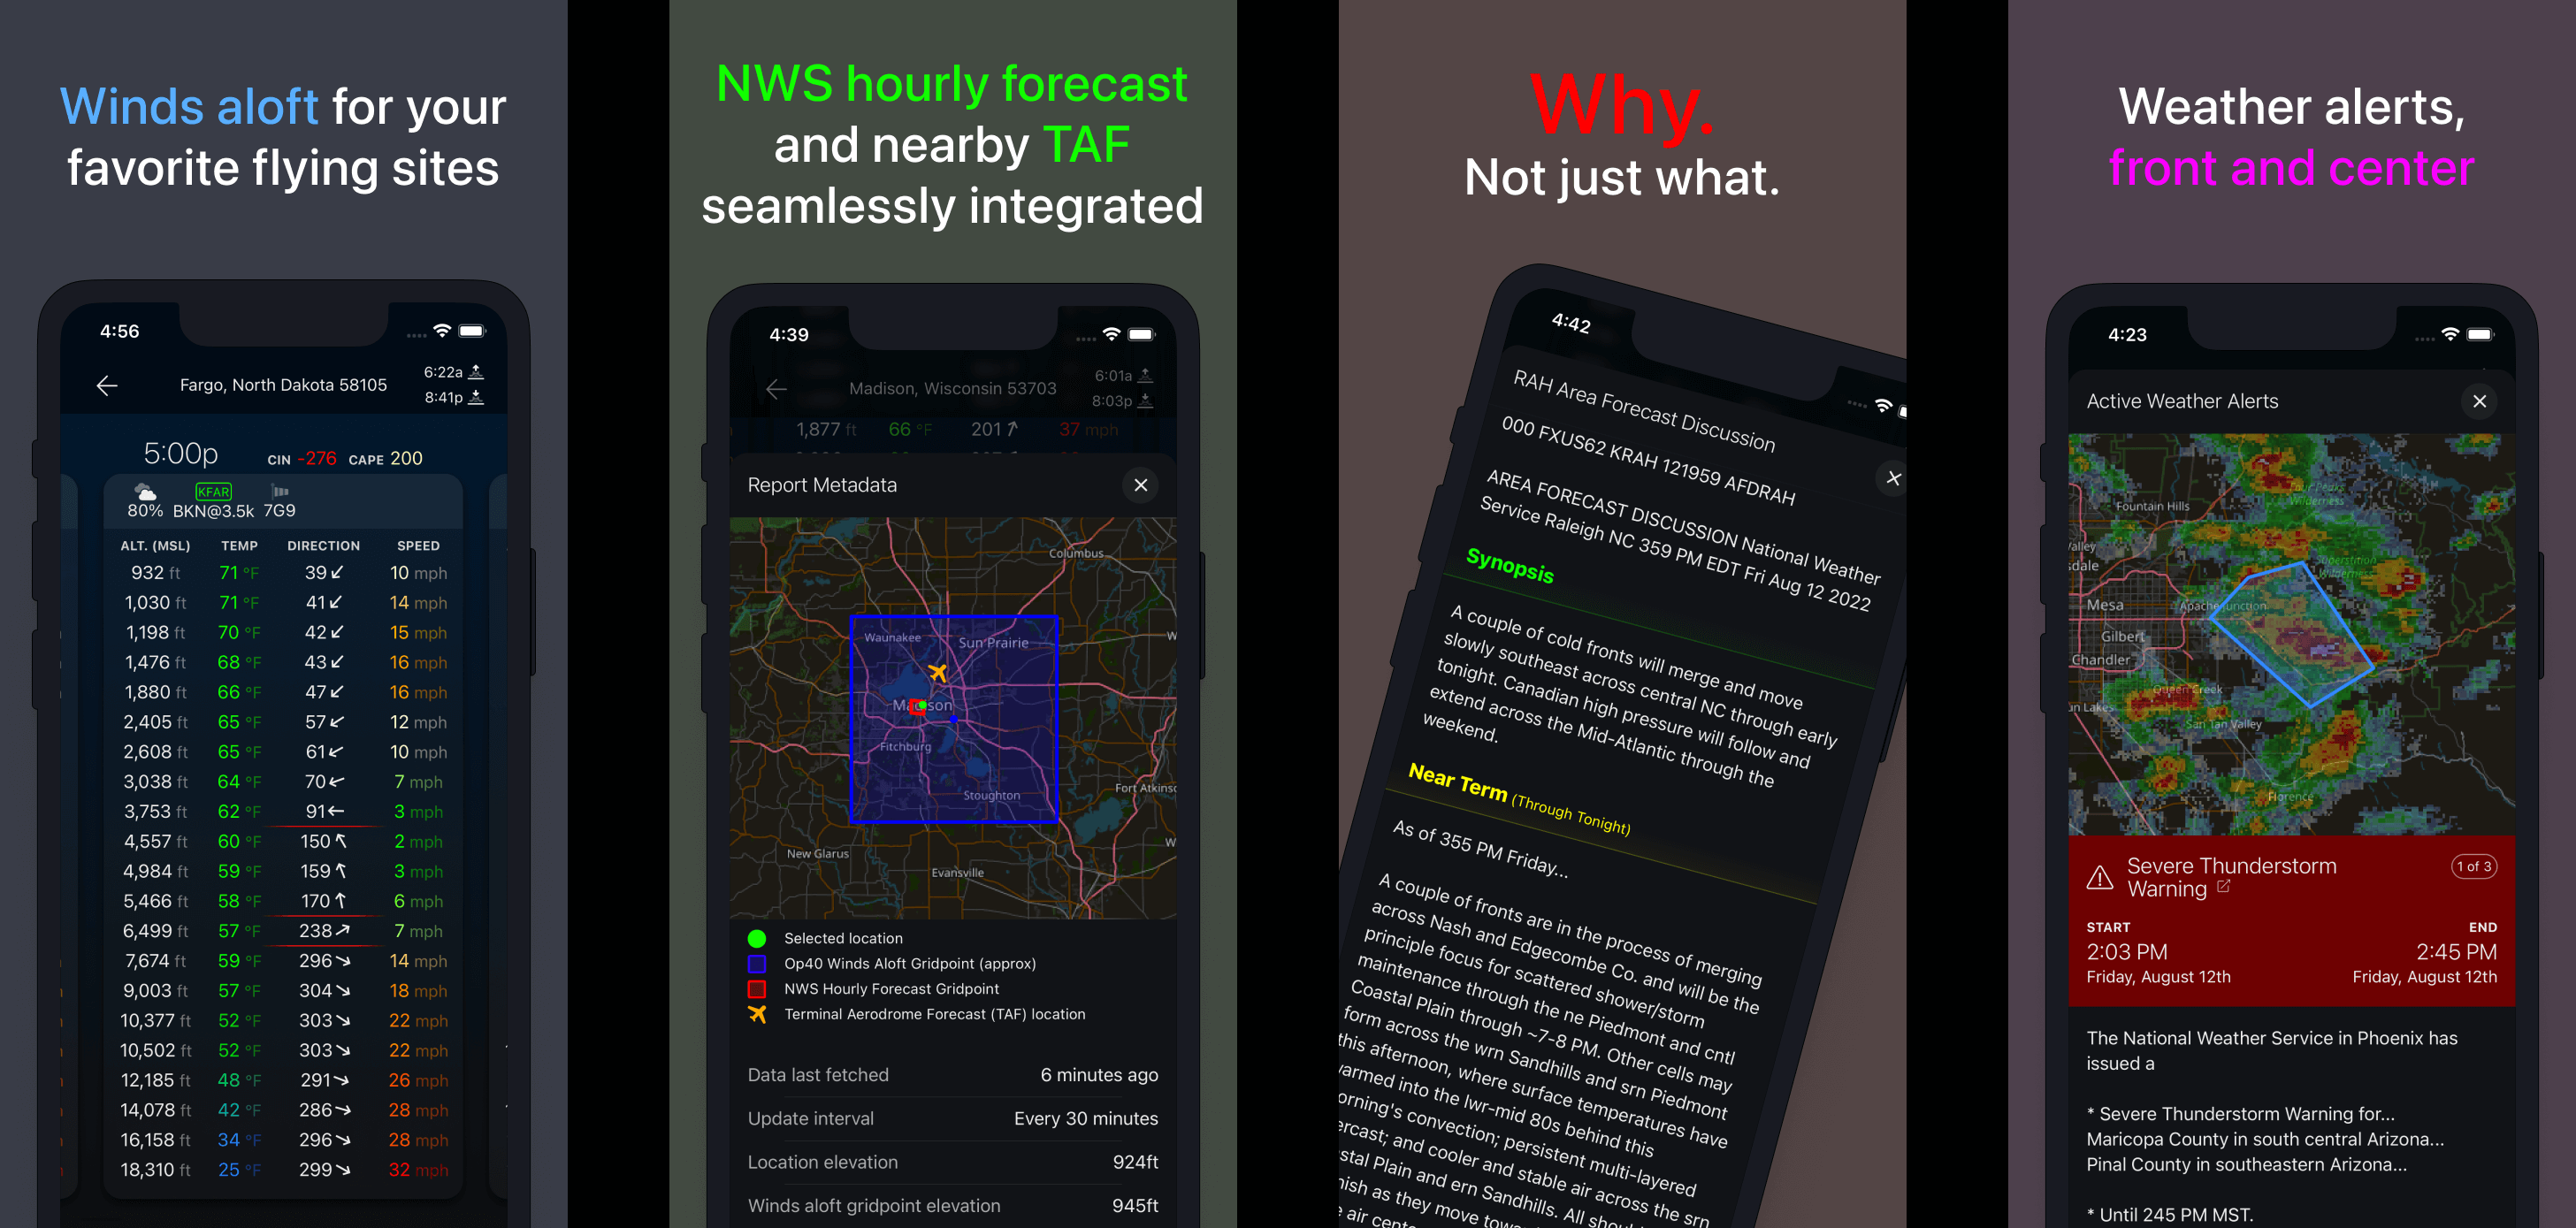 Winds aloft for your
favorite flying sites
4:56
Fargo, North Dakota 58105
6:22a
8:41p
5:00p
CIN -276 CAPE 200
KFAR
80% BKN@3.5k 7G9
ALT. (MSL) TEMP DIRECTION SPEED
932 ft 71 °F 39 10 mph
1,030 ft 71 °F 41 14 mph
1,198 ft 70 °F 42 15 mph
1,476 ft 68 °F 43 16 mph
1,880 ft 66 °F 47 16 mph
2,405 ft 65 °F 57 12 mph
2,608 ft 65 °F 61 10 mph
3,038 ft 64 °F 70 7 mph
3,753 ft 62 °F 91 3 mph
4,557 ft 60 °F 150 2 mph
4,984 ft 59 °F 159 3 mph
5,466 ft 58 °F 170 6 mph
6,499 ft 57 °F 238 7 mph
7,674 ft 59 °F 296 14 mph
9,003 ft 57 °F 304 18 mph
10,377 ft 52 °F 303 22 mph
10,502 ft 52 °F 303 22 mph
12,185 ft 48 °F 291 26 mph
14,078 ft 42 °F 286 28 mph
16,158 ft 34 °F 296 28 mph
18,310 ft 25 °F 299 32 mph
NWS hourly forecast
and nearby TAF
seamlessly integrated
4:39
Madison, Wisconsin 53703
6:01a
8:03p
1,877 ft 66 °F 201 37 mph
Report Metadata
Columbus
Waunakee
Sun Prairie
Madison
Fitchburg
Stoughton
Fort Atkinso
New Glarus
Evansville
Selected location
Op40 Winds Aloft Gridpoint (approx)
NWS Hourly Forecast Gridpoint
Terminal Aerodrome Forecast (TAF) location
Data last fetched 6 minutes ago
Update interval Every 30 minutes
Location elevation 924ft
Winds aloft gridpoint elevation 945ft
Why.
Not just what.
4:42
RAH Area Forecast Discussion
000 FXUS62 KRAH 121959 AFDRAH
AREA FORECAST DISCUSSION National Weather
Service Raleigh NC 359 PM EDT Fri Aug 12 2022
Synopsis
A couple of cold fronts will merge and move
slowly southeast across central NC through early
tonight. Canadian high pressure will follow and
extend across the Mid-Atlantic through the
weekend.
Near Term (Through Tonight)
As of 355 PM Friday...
A couple of fronts are in the process of merging
across Nash and Edgecombe Co. and will be the
principle focus for scattered shower/storm
maintenance through the ne Piedmont and cntl
Coastal Plain through ~7-8 PM. Other cells may
form across the wrn Sandhills and srn Piedmont
this afternoon, where surface temperatures have
warmed into the lwr-mid 80s behind this
orning's convection; persistent multi-layered
ercast; and cooler and stable air across the srn
stal Plain and ern Sandhills. All shoul
nish as they move towa
e air cente
Weather alerts,
front and center
4:23
Active Weather Alerts
Four Peaks
Wilderness
Fountain Hills
Valley
sdale
Superstition
Wilderness
Mesa
Apache Junction
Gilbert
Chandler
Queen Creek
un Lakes
San Tan Valley
Florence
Severe Thunderstorm
Warning
1 of 3
START END
2:03 PM 2:45 PM
Friday, August 12th Friday, August 12th
The National Weather Service in Phoenix has
issued a
* Severe Thunderstorm Warning for...
Maricopa County in south central Arizona...
Pinal County in southeastern Arizona...
* Until 245 PM MST.